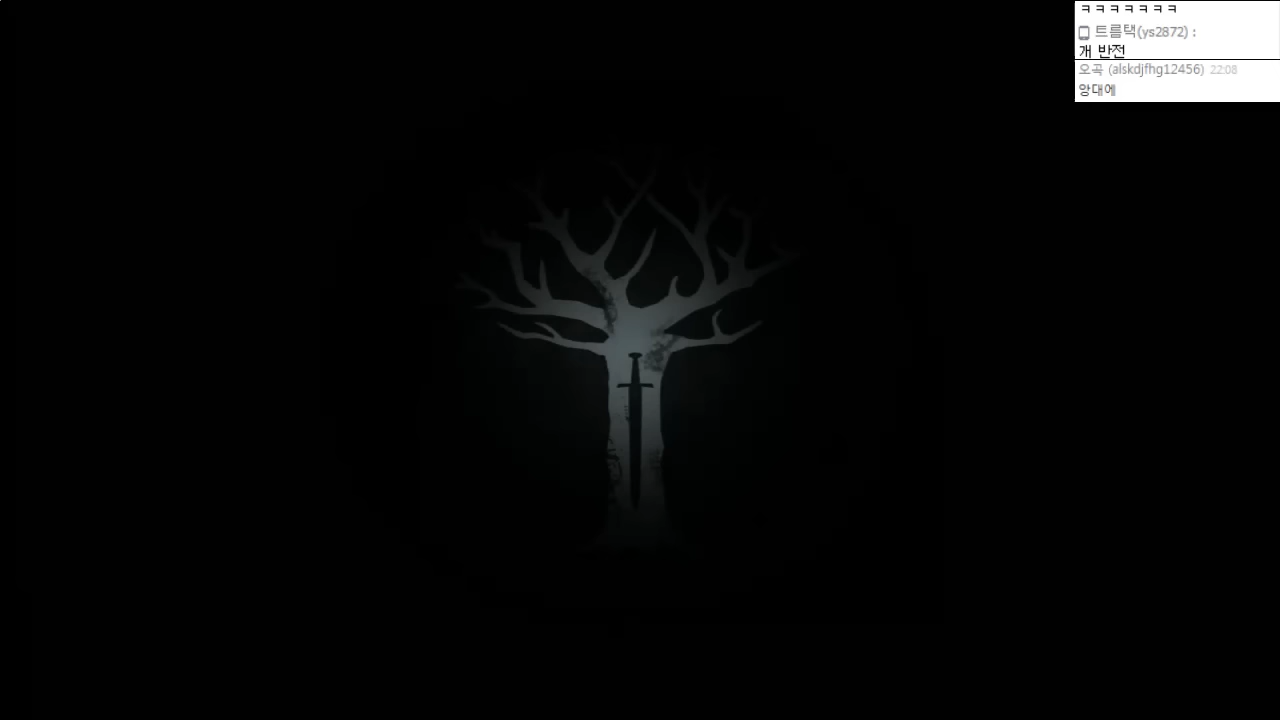 ㅋㅋㅋㅋㅋㅋㅋ
트름택(ys2872) :
개 반전
오곡 (alskdjfhg12456) 22:08
앙대에